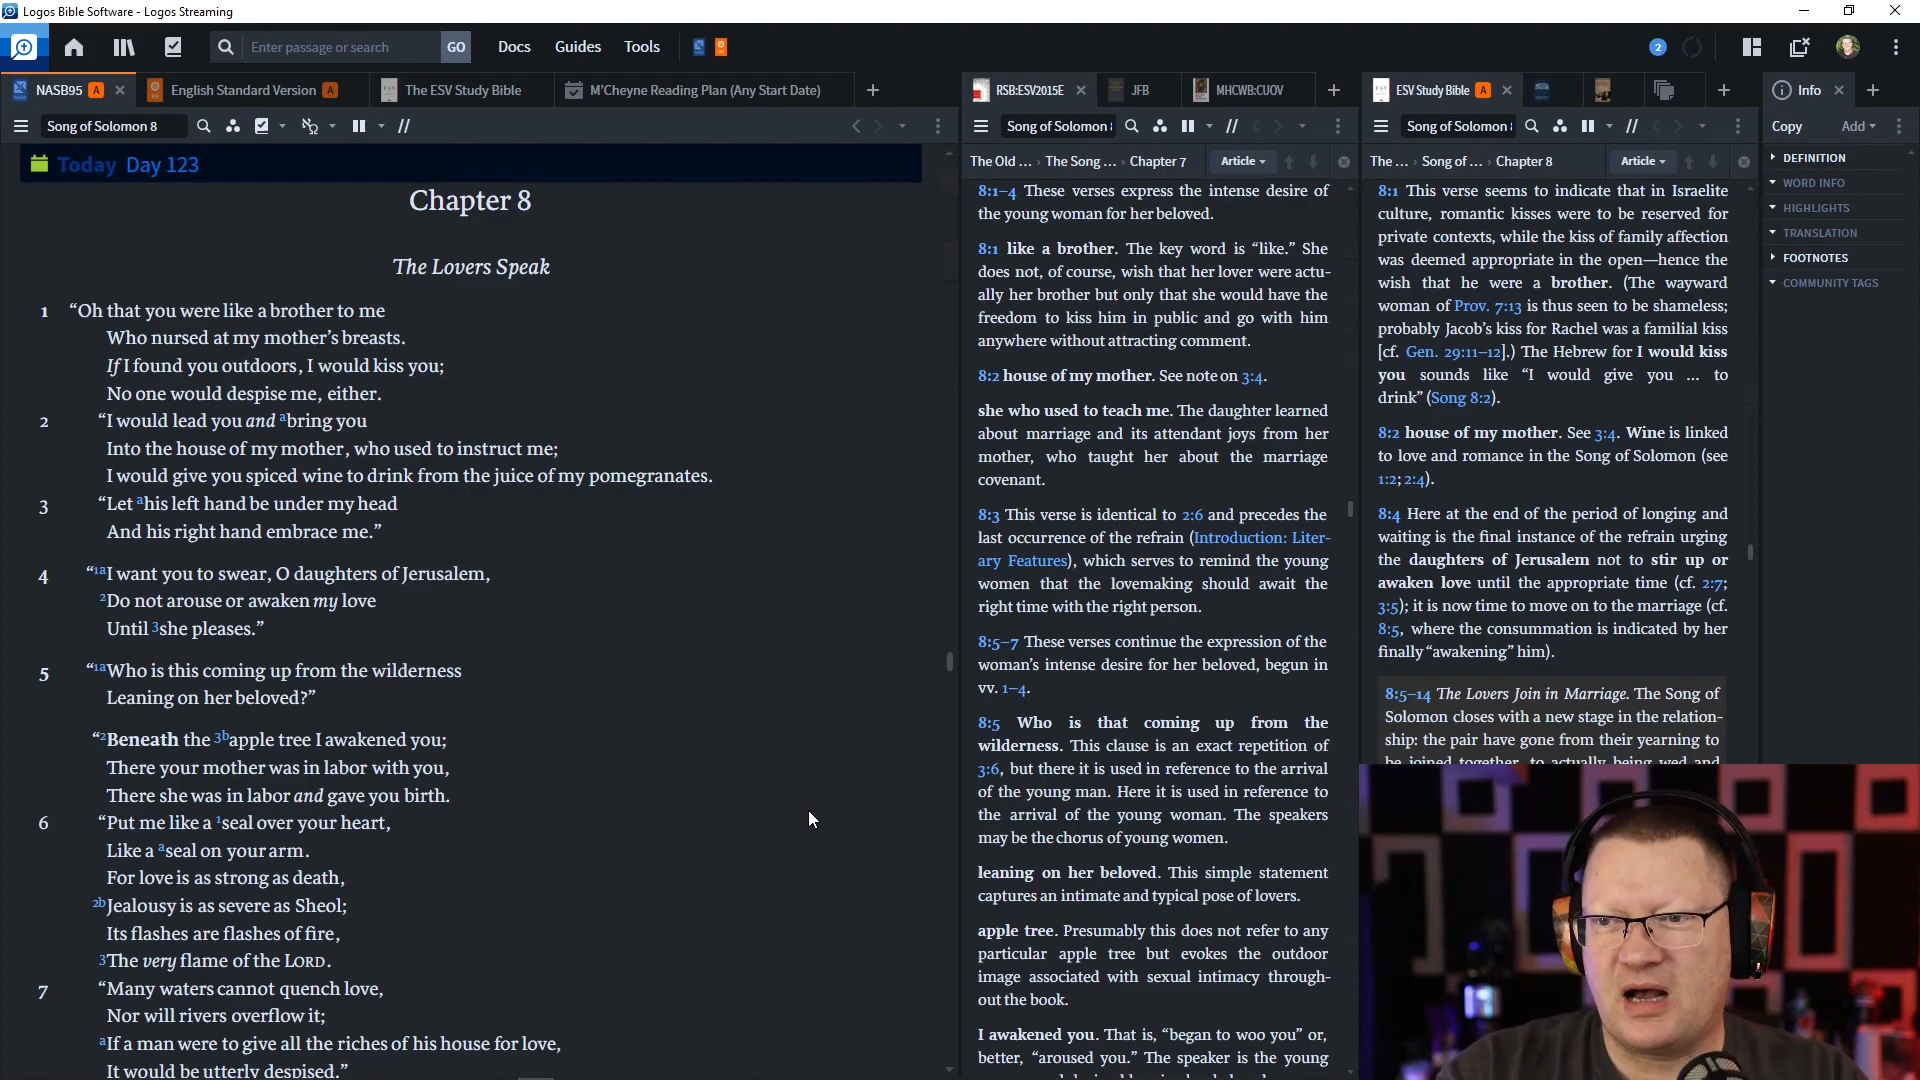 Logos Bible Software - Logos Streaming
Enter passage or search
GO
Docs
Guides
Tools
2
NASB95 A
English Standard Version A
The ESV Study Bible
M'Cheyne Reading Plan (Any Start Date)
RSB:ESV2015E
JFB
MHCWB:CUOV
ESV Study Bible A
Info
Song of Solomon 8
Song of Solomon
Song of Solomon
Copy
Add
Today Day 123
Chapter 8
The Lovers Speak
1 “Oh that you were like a brother to me
Who nursed at my mother’s breasts.
If I found you outdoors, I would kiss you;
No one would despise me, either.
2 “I would lead you and a bring you
Into the house of my mother, who used to instruct me;
I would give you spiced wine to drink from the juice of my pomegranates.
3 “Let a his left hand be under my head
And his right hand embrace me.”
4 “1a I want you to swear, O daughters of Jerusalem,
2 Do not arouse or awaken my love
Until 3 she pleases.”
5 “1a Who is this coming up from the wilderness
Leaning on her beloved?”
“2 Beneath the 3b apple tree I awakened you;
There your mother was in labor with you,
There she was in labor and gave you birth.
6 “Put me like a 1 seal over your heart,
Like a a seal on your arm.
For love is as strong as death,
2b Jealousy is as severe as Sheol;
Its flashes are flashes of fire,
3 The very flame of the LORD.
7 “Many waters cannot quench love,
Nor will rivers overflow it;
a If a man were to give all the riches of his house for love,
It would be utterly despised.”
The Old ... › The Song ... › Chapter 7
Article
8:1–4 These verses express the intense desire of
the young woman for her beloved.
8:1 like a brother. The key word is “like.” She
does not, of course, wish that her lover were actu-
ally her brother but only that she would have the
freedom to kiss him in public and go with him
anywhere without attracting comment.
8:2 house of my mother. See note on 3:4.
she who used to teach me. The daughter learned
about marriage and its attendant joys from her
mother, who taught her about the marriage
covenant.
8:3 This verse is identical to 2:6 and precedes the
last occurrence of the refrain (Introduction: Liter-
ary Features), which serves to remind the young
women that the lovemaking should await the
right time with the right person.
8:5–7 These verses continue the expression of the
woman’s intense desire for her beloved, begun in
vv. 1–4.
8:5 Who is that coming up from the
wilderness. This clause is an exact repetition of
3:6, but there it is used in reference to the arrival
of the young man. Here it is used in reference to
the arrival of the young woman. The speakers
may be the chorus of young women.
leaning on her beloved. This simple statement
captures an intimate and typical pose of lovers.
apple tree. Presumably this does not refer to any
particular apple tree but evokes the outdoor
image associated with sexual intimacy through-
out the book.
I awakened you. That is, “began to woo you” or,
better, “aroused you.” The speaker is the young
The ... › Song of ... › Chapter 8
Article
8:1 This verse seems to indicate that in Israelite
culture, romantic kisses were to be reserved for
private contexts, while the kiss of family affection
was deemed appropriate in the open—hence the
wish that he were a brother. (The wayward
woman of Prov. 7:13 is thus seen to be shameless;
probably Jacob’s kiss for Rachel was a familial kiss
[cf. Gen. 29:11–12].) The Hebrew for I would kiss
you sounds like “I would give you ... to
drink” (Song 8:2).
8:2 house of my mother. See 3:4. Wine is linked
to love and romance in the Song of Solomon (see
1:2; 2:4).
8:4 Here at the end of the period of longing and
waiting is the final instance of the refrain urging
the daughters of Jerusalem not to stir up or
awaken love until the appropriate time (cf. 2:7;
3:5); it is now time to move on to the marriage (cf.
8:5, where the consummation is indicated by her
finally “awakening” him).
8:5–14 The Lovers Join in Marriage. The Song of
Solomon closes with a new stage in the relation-
ship: the pair have gone from their yearning to
be joined together, to actually being wed and
DEFINITION
WORD INFO
HIGHLIGHTS
TRANSLATION
FOOTNOTES
COMMUNITY TAGS